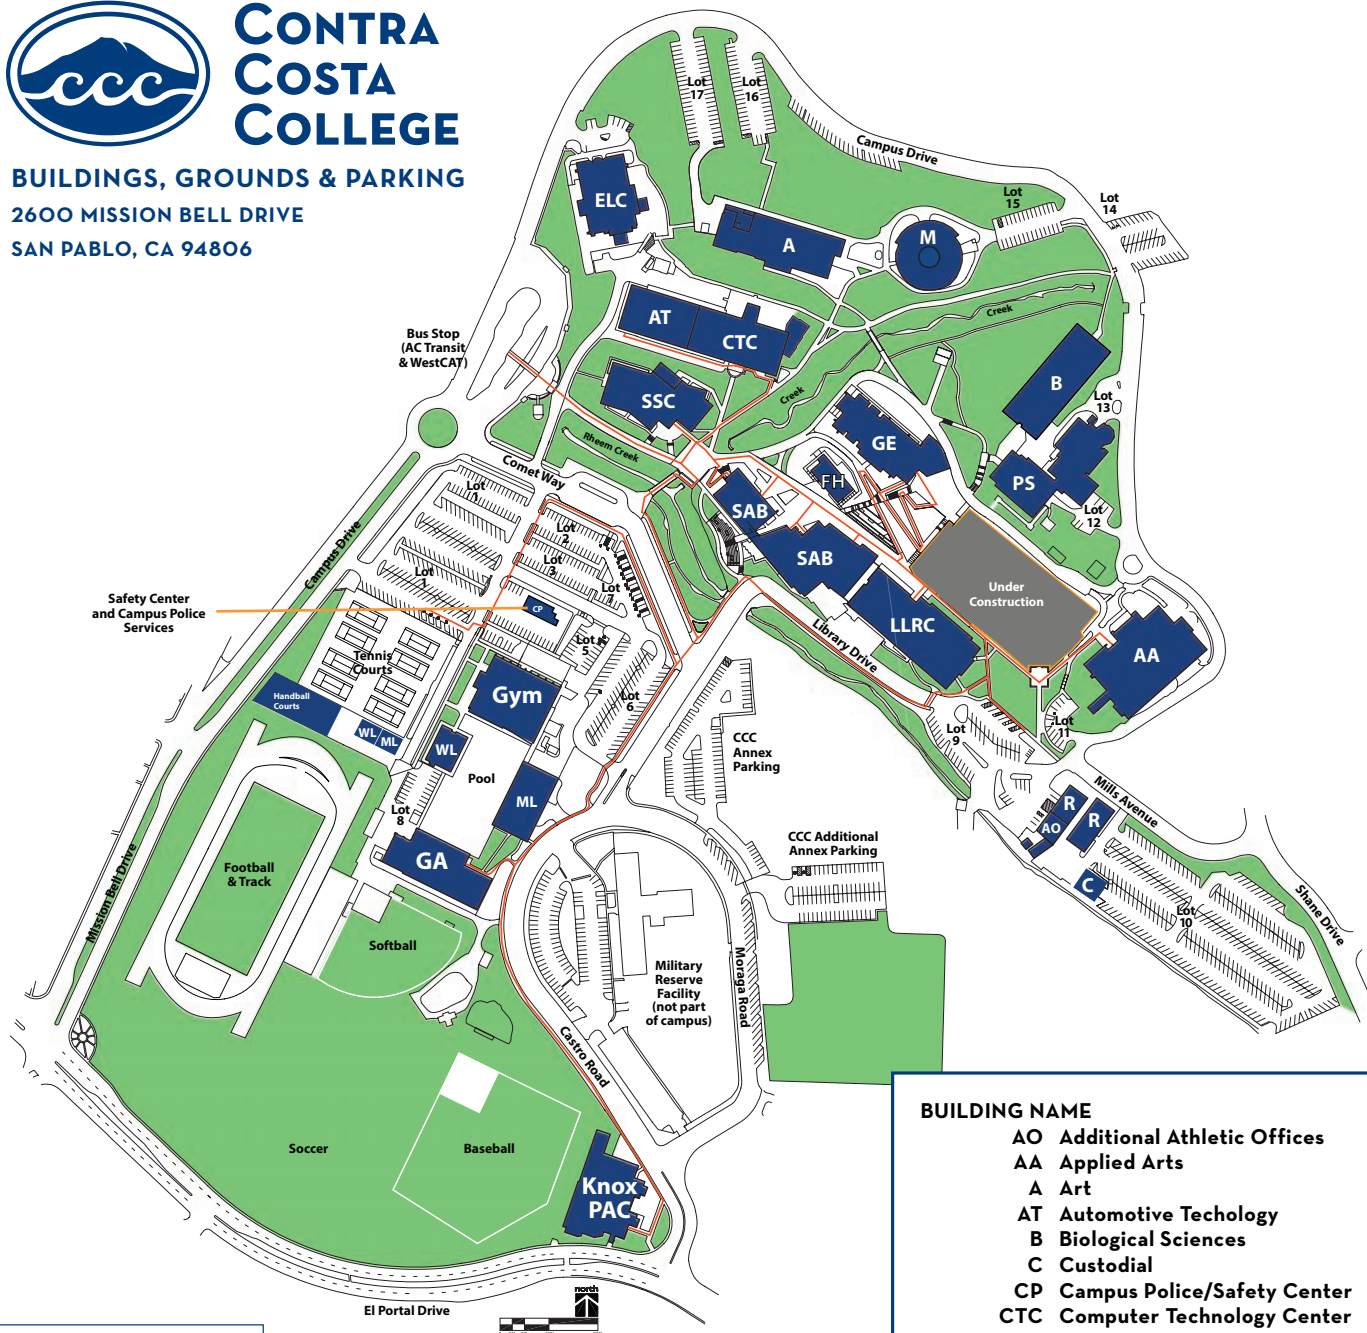 ccc
CONTRA
COSTA
COLLEGE
BUILDINGS, GROUNDS & PARKING
2600 MISSION BELL DRIVE
SAN PABLO, CA 94806
Lot
17
Lot
16
Campus Drive
ELC
Lot
15
Lot
14
A
M
Creek
AT
CTC
Bus Stop
(AC Transit
& WestCAT)
B
Lot
13
SSC
Creek
GE
Rheem Creek
Comet Way
FH
PS
Lot
1
SAB
Lot
12
Lot
2
Lot
3
SAB
Campus Drive
Lot
1
Lot
7
Under
Construction
Safety Center
and Campus Police
Services
CP
LLRC
Library Drive
Lot
5
AA
Tennis
Courts
Handball
Courts
Gym
Lot
6
WL
ML
WL
Lot
11
Lot
9
CCC
Annex
Parking
Pool
ML
Mills Avenue
R
R
AO
Lot
8
CCC Additional
Annex Parking
GA
Football
& Track
C
Shane Drive
Lot
10
Mission Bell Drive
Softball
Military
Reserve
Facility
(not part
of campus)
Moraga Road
Castro Road
Soccer
Baseball
Knox
PAC
El Portal Drive
north
BUILDING NAME
AO Additional Athletic Offices
AA Applied Arts
A Art
AT Automotive Techology
B Biological Sciences
C Custodial
CP Campus Police/Safety Center
CTC Computer Technology Center